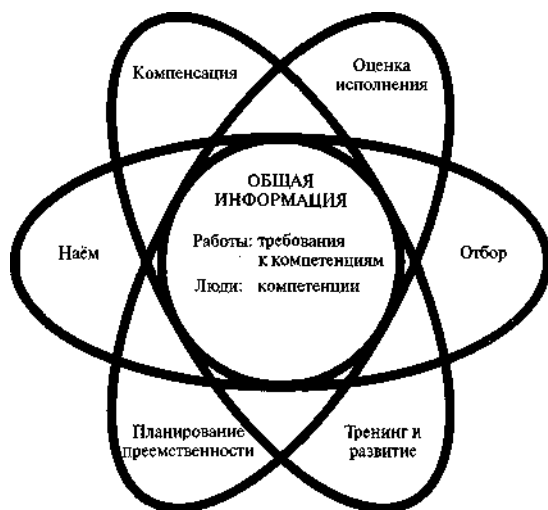 Компенсация
Оценка
исполнения
ОБЩАЯ
ИНФОРМАЦИЯ
Работы: требования
к компетенциям
Люди: компетенции
Наём
Отбор
Планирование
преемственности
Тренинг и
развитие